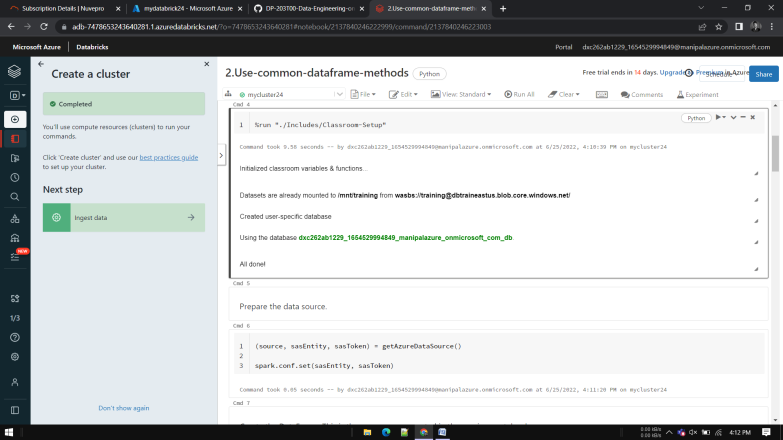 Subscription Details | Nuvepro
mydatabrick24 - Microsoft Azure
DP-203T00-Data-Engineering-on
2.Use-common-dataframe-method
adb-7478653243640281.1.azuredatabricks.net/?o=7478653243640281#notebook/2137840246222999/command/2137840246223003
Microsoft Azure
Databricks
Portal
dxc262ab1229_1654529994849@manipalazure.onmicrosoft.com
Create a cluster
Completed
You'll use compute resources (clusters) to run your
commands.
Click 'Create cluster' and use our best practices guide
to set up your cluster.
Next step
Ingest data
Don't show again
D
NEW
1/3
2.Use-common-dataframe-methods
Python
Free trial ends in 14 days. Upgrade
Premium in Azure
Schedule
Share
mycluster24
File
Edit
View: Standard
Run All
Clear
Comments
Experiment
Cmd 4
Python
1 %run "./Includes/Classroom-Setup"
Command took 0.56 seconds -- by dxc262ab1229_1654529994849@manipalazure.onmicrosoft.com at 6/25/2022, 4:10:39 PM on mycluster24
Initialized classroom variables & functions...
Datasets are already mounted to /mnt/training from wasbs://training@dbtraineastus.blob.core.windows.net/
Created user-specific database
Using the database dxc262ab1229_1654529994849_manipalazure_onmicrosoft_com_db
All done!
Cmd 5
Prepare the data source.
Cmd 6
1 (source, sasEntity, sasToken) = getAzureDataSource()
2
3 spark.conf.set(sasEntity, sasToken)
Command took 0.05 seconds -- by dxc262ab1229_1654529994849@manipalazure.onmicrosoft.com at 6/25/2022, 4:11:20 PM on mycluster24
Cmd 7
0.00 kB/s
0.00 kB/s
4:12 PM